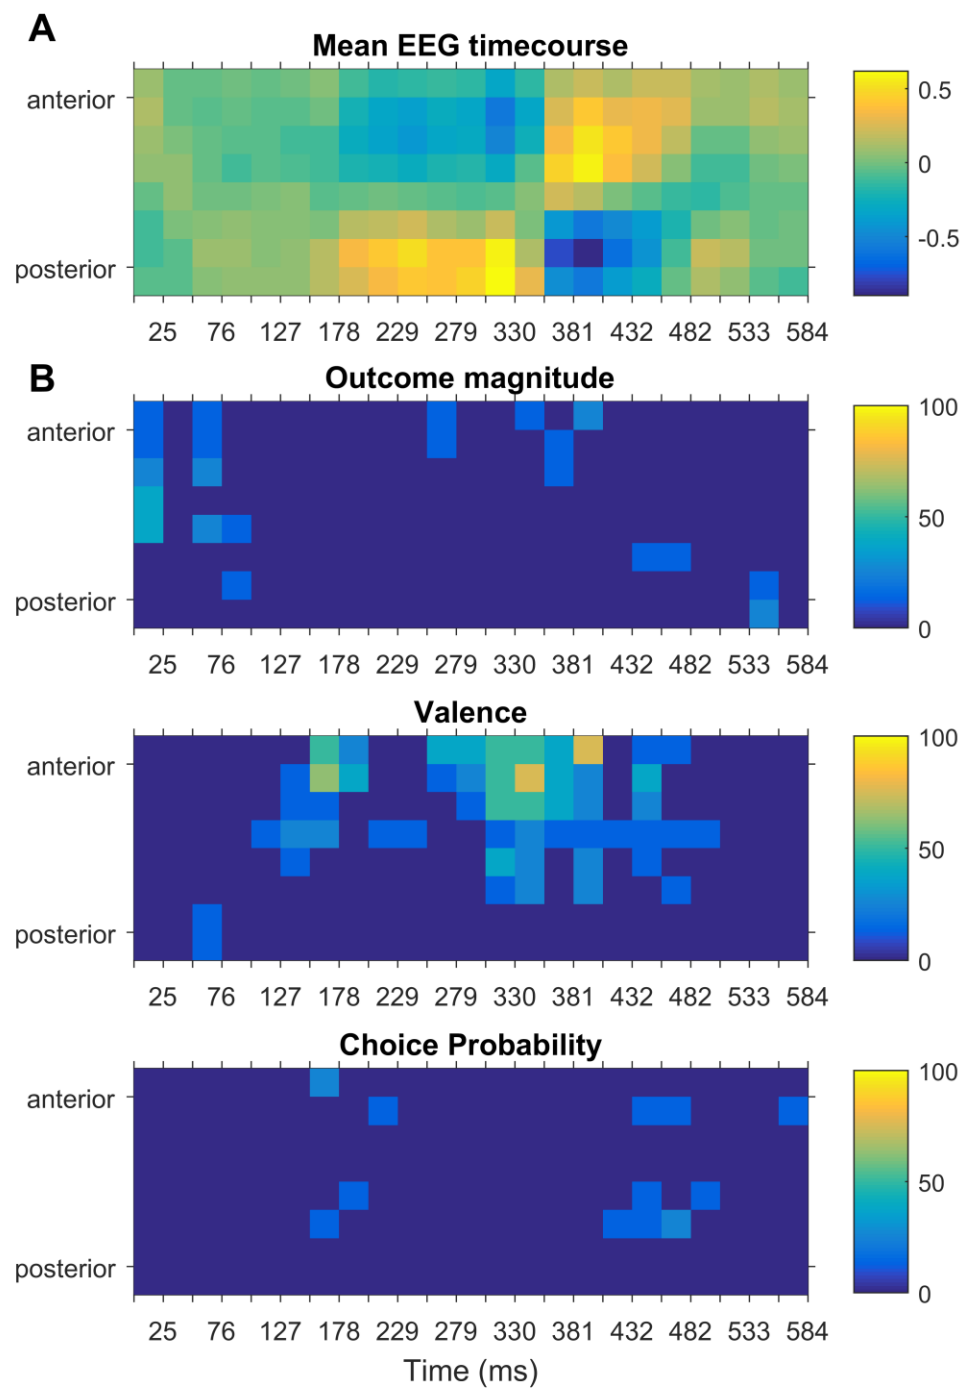 A
Mean EEG timecourse
anterior
posterior
0.5
0
-0.5
25 76 127 178 229 279 330 381 432 482 533 584
B
Outcome magnitude
anterior
posterior
100
50
0
25 76 127 178 229 279 330 381 432 482 533 584
Valence
anterior
posterior
100
50
0
25 76 127 178 229 279 330 381 432 482 533 584
Choice Probability
anterior
posterior
100
50
0
25 76 127 178 229 279 330 381 432 482 533 584
Time (ms)